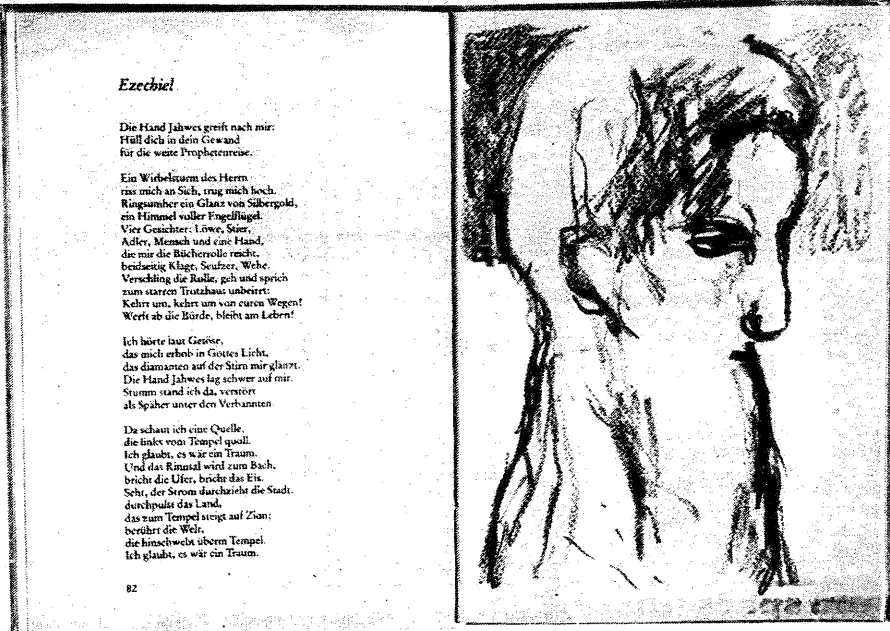 Ezechiel
Die Hand Jahwes greift nach mir:
Hüll dich in dein Gewand
für die weite Prophetenreise.
Ein Wirbelsturm des Herrn
riss mich an Sich, trug mich hoch.
Ringsumher ein Glanz von Silbergold,
ein Himmel voller Engelflügel.
Vier Gesichter: Löwe, Stier,
Adler, Mensch und eine Hand,
die mir die Bücherrolle reicht,
beidseitig Klage, Seufzer, Wehe.
Verschling die Rolle, geh und sprich
zum starren Trotzhaus unbeirrt:
Kehrt um, kehrt um von euren Wegen!
Werft ab die Bürde, bleibt am Leben!
Ich hörte laut Getöse,
das mich erhob in Gottes Licht,
das diamanten auf der Stirn mir glänzt.
Die Hand Jahwes lag schwer auf mir.
Stumm stand ich da, verstört
als Späher unter den Verbannten.
Da schaut ich eine Quelle,
die links vom Tempel quoll.
Ich glaubt, es wär ein Traum.
Und das Rinnsal wird zum Bach,
bricht die Ufer, bricht das Eis.
Seht, der Strom durchzieht die Stadt.
durchpulst das Land,
das zum Tempel steigt auf Zion;
berührt die Welt,
die hinschwebt überm Tempel.
Ich glaubt, es wär ein Traum.
82